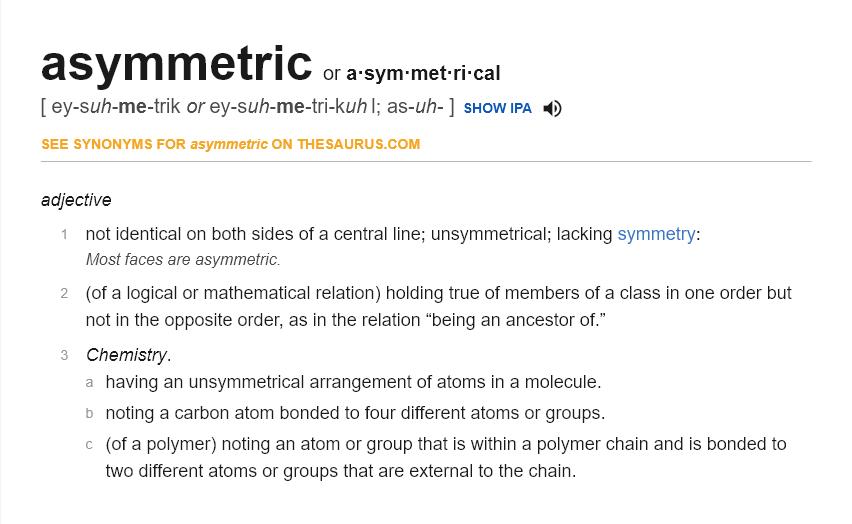 asymmetric or a·sym·met·ri·cal
[ ey-suh-me-trik or ey-suh-me-tri-kuh l; as-uh- ] SHOW IPA
SEE SYNONYMS FOR asymmetric ON THESAURUS.COM
adjective
1 not identical on both sides of a central line; unsymmetrical; lacking symmetry:
Most faces are asymmetric.
2 (of a logical or mathematical relation) holding true of members of a class in one order but
not in the opposite order, as in the relation “being an ancestor of.”
3 Chemistry.
a having an unsymmetrical arrangement of atoms in a molecule.
b noting a carbon atom bonded to four different atoms or groups.
c (of a polymer) noting an atom or group that is within a polymer chain and is bonded to
two different atoms or groups that are external to the chain.